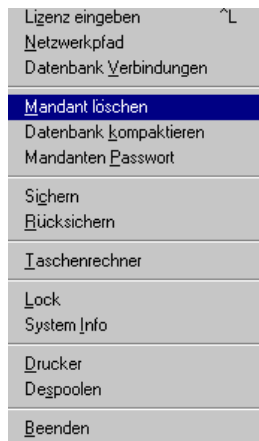 Lizenz eingeben ^L
Netzwerkpfad
Datenbank Verbindungen
Mandant löschen
Datenbank kompaktieren
Mandanten Passwort
Sichern
Rücksichern
Taschenrechner
Lock
System Info
Drucker
Despoolen
Beenden